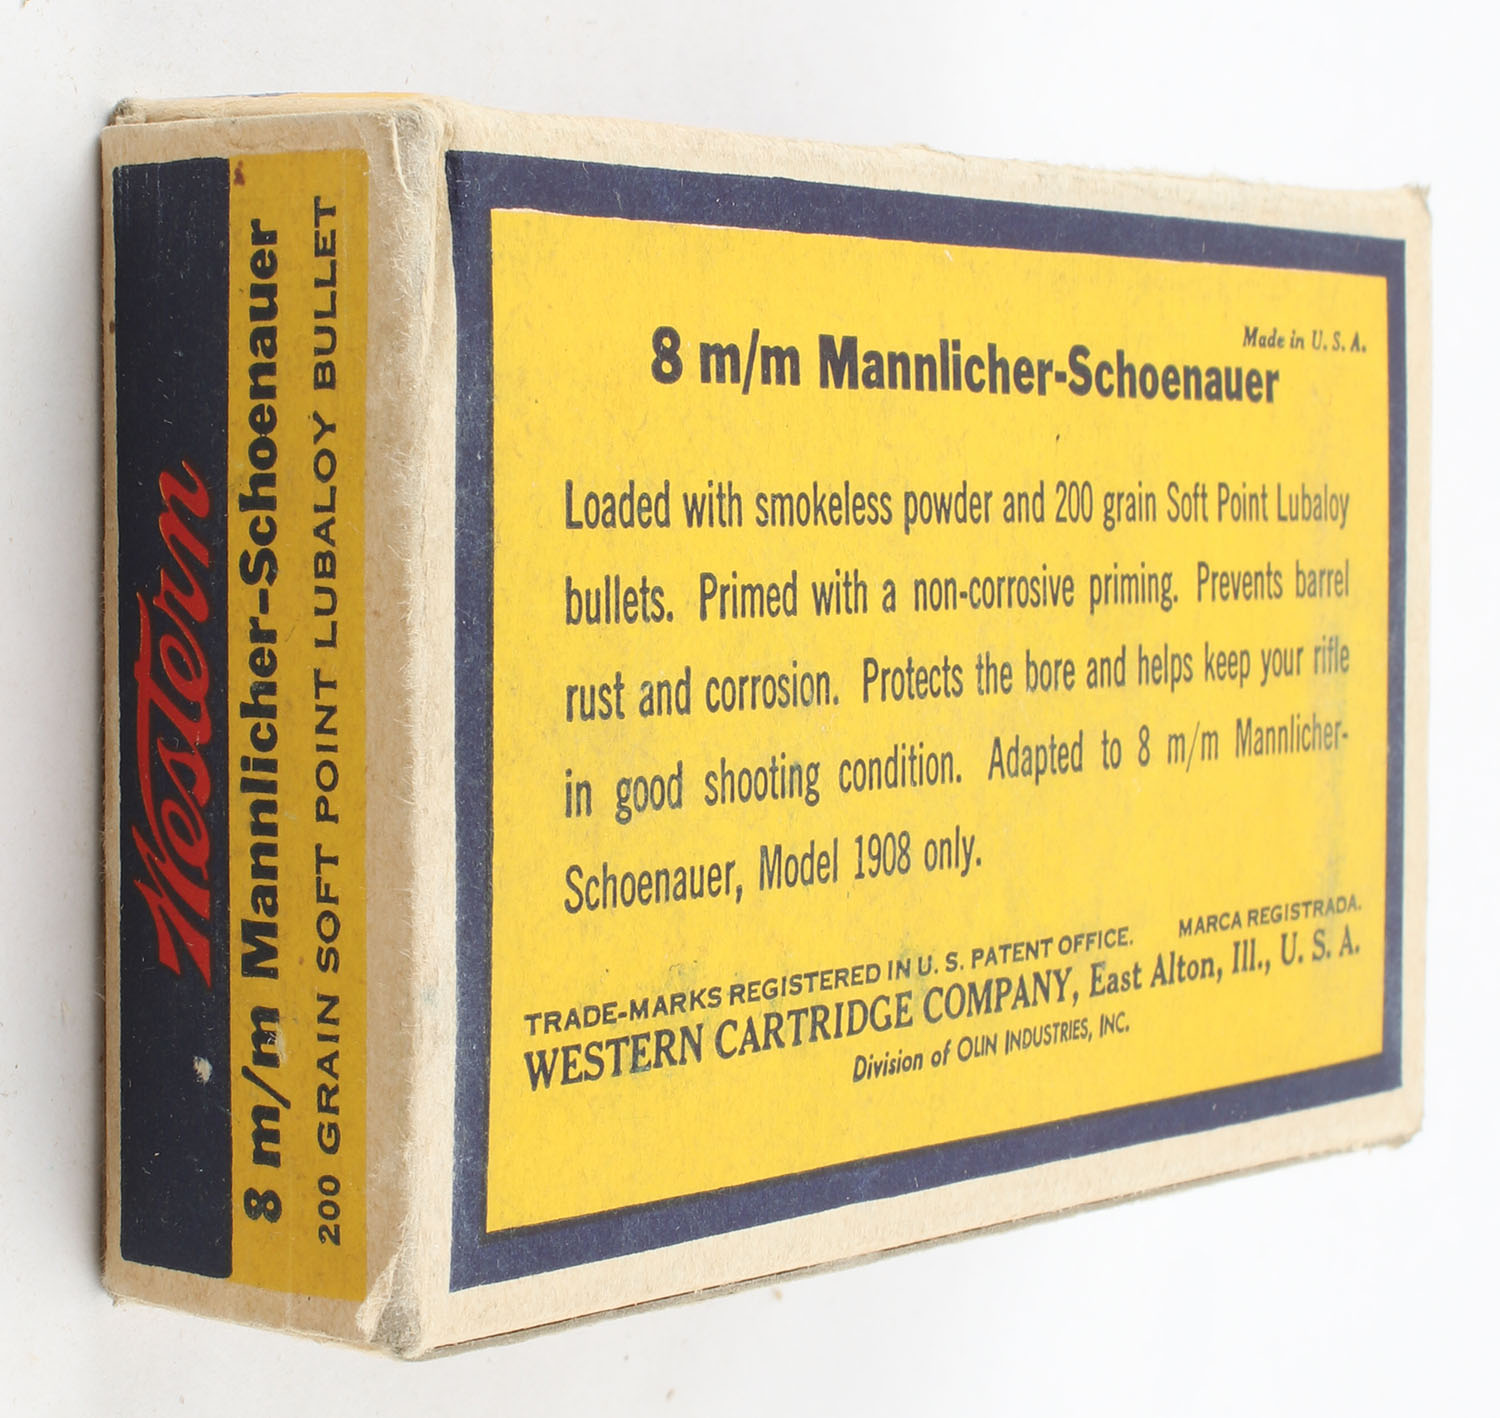 Western
8 m/m Mannlicher-Schoenauer
200 GRAIN SOFT POINT LUBALOY BULLET
Made in U. S. A.
8 m/m Mannlicher-Schoenauer
Loaded with smokeless powder and 200 grain Soft Point Lubaloy
bullets. Primed with a non-corrosive priming. Prevents barrel
rust and corrosion. Protects the bore and helps keep your rifle
in good shooting condition. Adapted to 8 m/m Mannlicher-
Schoenauer, Model 1908 only.
TRADE-MARKS REGISTERED IN U. S. PATENT OFFICE. MARCA REGISTRADA.
WESTERN CARTRIDGE COMPANY, East Alton, Ill., U. S. A.
Division of OLIN INDUSTRIES, INC.